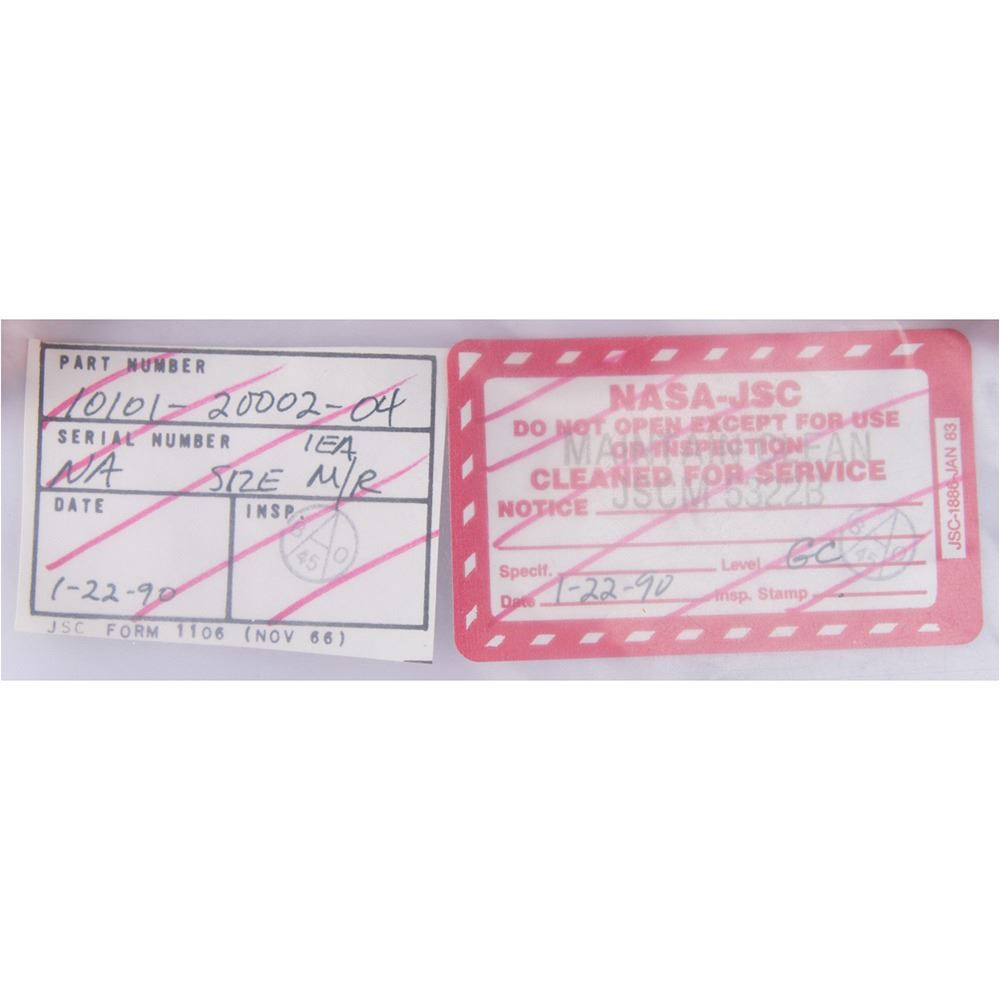 PART NUMBER
10101-20002-04
SERIAL NUMBER 1EA
NA SIZE M/R
DATE INSP.
B T O
45
1-22-90
JSC FORM 1106 (NOV 66)
NASA-JSC
DO NOT OPEN EXCEPT FOR USE
OR INSPECTION
MAINTAIN CLEAN
CLEANED FOR SERVICE
JSCM 5322B
NOTICE
Specif. Level GC
Date 1-22-90 Insp. Stamp
45
JSC-1886 JAN 83